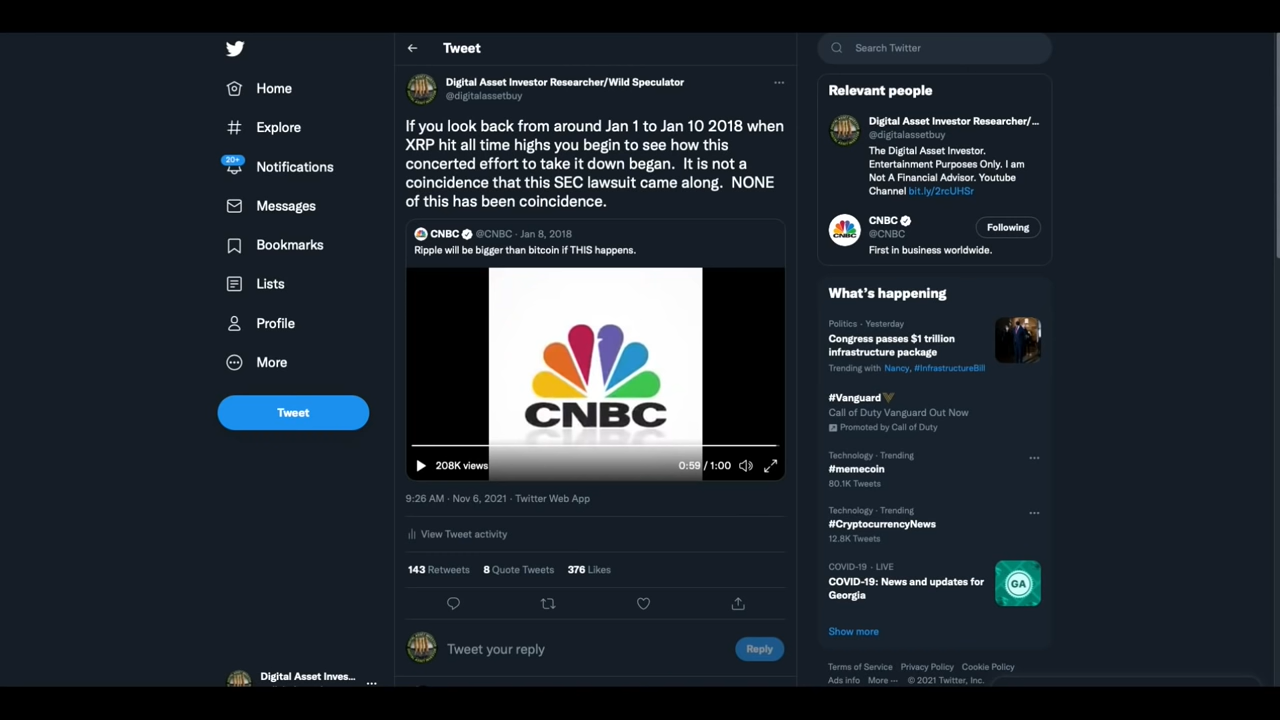 Home
Explore
20+
Notifications
Messages
Bookmarks
Lists
Profile
More
Tweet
Digital Asset Inves...
Tweet
Digital Asset Investor Researcher/Wild Speculator
@digitalassetbuy
If you look back from around Jan 1 to Jan 10 2018 when
XRP hit all time highs you begin to see how this
concerted effort to take it down began. It is not a
coincidence that this SEC lawsuit came along. NONE
of this has been coincidence.
CNBC @CNBC · Jan 8, 2018
Ripple will be bigger than bitcoin if THIS happens.
CNBC
208K views
0:59 / 1:00
9:26 AM · Nov 6, 2021 · Twitter Web App
View Tweet activity
143 Retweets 8 Quote Tweets 376 Likes
Tweet your reply
Reply
Search Twitter
Relevant people
Digital Asset Investor Researcher/...
@digitalassetbuy
The Digital Asset Investor.
Entertainment Purposes Only. I am
Not A Financial Advisor. Youtube
Channel bit.ly/2rcUHSr
CNBC
@CNBC
Following
First in business worldwide.
What's happening
Politics · Yesterday
Congress passes $1 trillion
infrastructure package
Trending with Nancy, #InfrastructureBill
#Vanguard
Call of Duty Vanguard Out Now
Promoted by Call of Duty
Technology · Trending
#memecoin
80.1K Tweets
Technology · Trending
#CryptocurrencyNews
12.8K Tweets
COVID-19 · LIVE
COVID-19: News and updates for
Georgia
GA
Show more
Terms of Service Privacy Policy Cookie Policy
Ads info More ··· © 2021 Twitter, Inc.